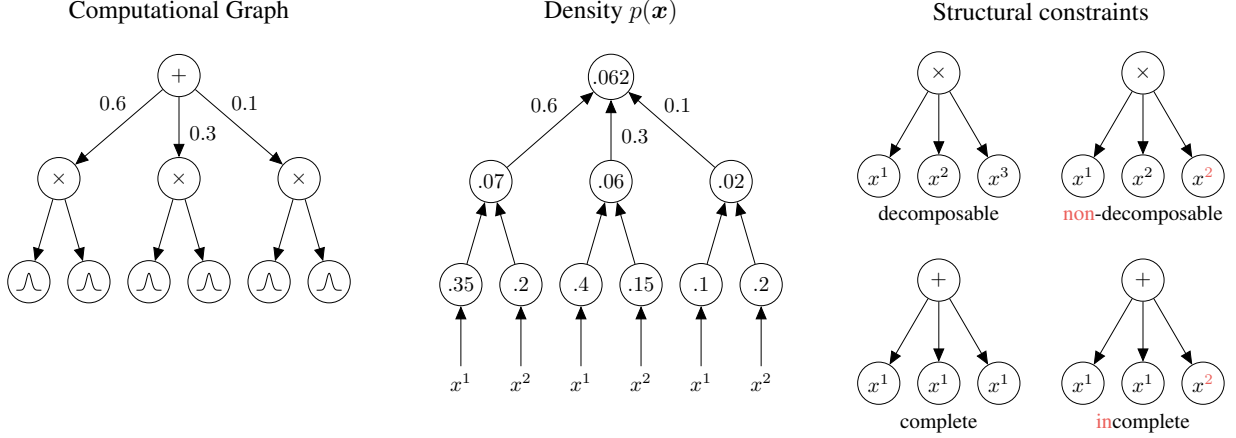 Computational Graph
+
0.6
0.3
0.1
× × ×
Density p(x)
.062
0.6
0.3
0.1
.07 .06 .02
.35 .2 .4 .15 .1 .2
x¹ x² x¹ x² x¹ x²
Structural constraints
×
x¹ x² x³
decomposable
×
x¹ x² x²
non-decomposable
+
x¹ x¹ x¹
complete
+
x¹ x¹ x²
incomplete